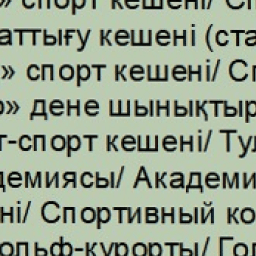 » спорт кешені/ Сп
аттығу кешені (ста
» спорт кешені/ Сп
» дене шынықтыр
т-спорт кешені/ Тул
демиясы/ Академи
ні/ Спортивный ко
ольф-курорты/ Гол